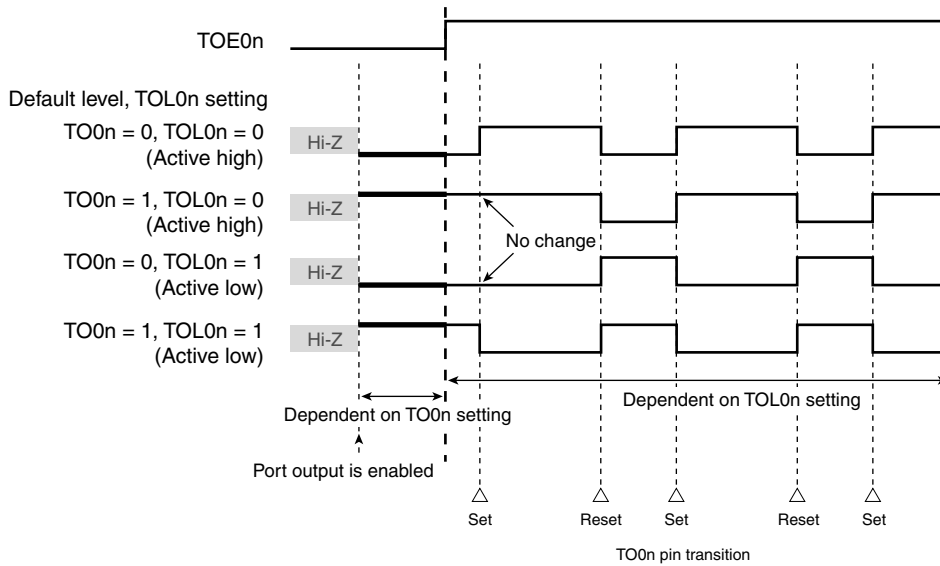 TOE0n
Default level, TOL0n setting
TO0n = 0, TOL0n = 0
(Active high)
Hi-Z
TO0n = 1, TOL0n = 0
(Active high)
Hi-Z
No change
TO0n = 0, TOL0n = 1
(Active low)
Hi-Z
TO0n = 1, TOL0n = 1
(Active low)
Hi-Z
Dependent on TO0n setting
Dependent on TOL0n setting
Port output is enabled
Set
Reset
Set
Reset
Set
TO0n pin transition